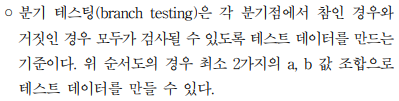 ○ 분기 테스팅(branch testing)은 각 분기점에서 참인 경우와
거짓인 경우 모두가 검사될 수 있도록 테스트 데이터를 만드는
기준이다. 위 순서도의 경우 최소 2가지의 a, b 값 조합으로
테스트 데이터를 만들 수 있다.